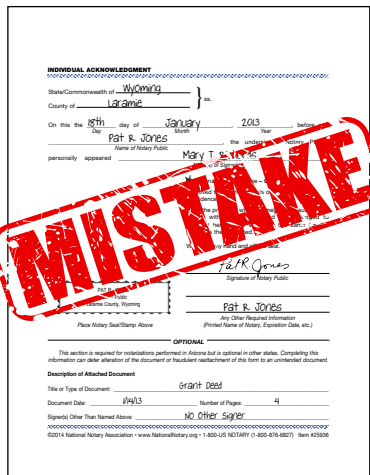 INDIVIDUAL ACKNOWLEDGMENT
State/Commonwealth of Wyoming
County of Laramie } ss.
On this the 18th day of January, 2013, before
Day Month Year
Pat R Jones, the Notary
Name of Notary Public
personally appeared Mary T
MISTAKE
hand and
Pat R. Jones
Signature of Notary Public
PAT R
Public
Laramie County, Wyoming
Pat R Jones
Any Other Required Information
Place Notary Seal/Stamp Above (Printed Name of Notary, Expiration Date, etc.)
OPTIONAL
This section is required for notarizations performed in Arizona but is optional in other states. Completing this
information can deter alteration of the document or fraudulent reattachment of this form to an unintended document.
Description of Attached Document
Title or Type of Document: Grant Deed
Document Date: 1/14/13 Number of Pages: 4
Signer(s) Other Than Named Above: No Other Signer
©2014 National Notary Association • www.NationalNotary.org • 1-800-US NOTARY (1-800-876-6827) Item #25936